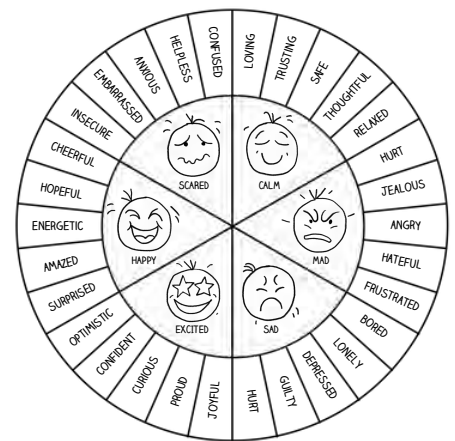 LOVING
TRUSTING
SAFE
THOUGHTFUL
RELAXED
HURT
JEALOUS
ANGRY
HATEFUL
FRUSTRATED
BORED
LONELY
DEPRESSED
GUILTY
HURT
JOYFUL
PROUD
CURIOUS
CONFIDENT
OPTIMISTIC
SURPRISED
AMAZED
ENERGETIC
HOPEFUL
CHEERFUL
INSECURE
EMBARRASSED
ANXIOUS
HELPLESS
CONFUSED
SCARED
CALM
HAPPY
MAD
EXCITED
SAD